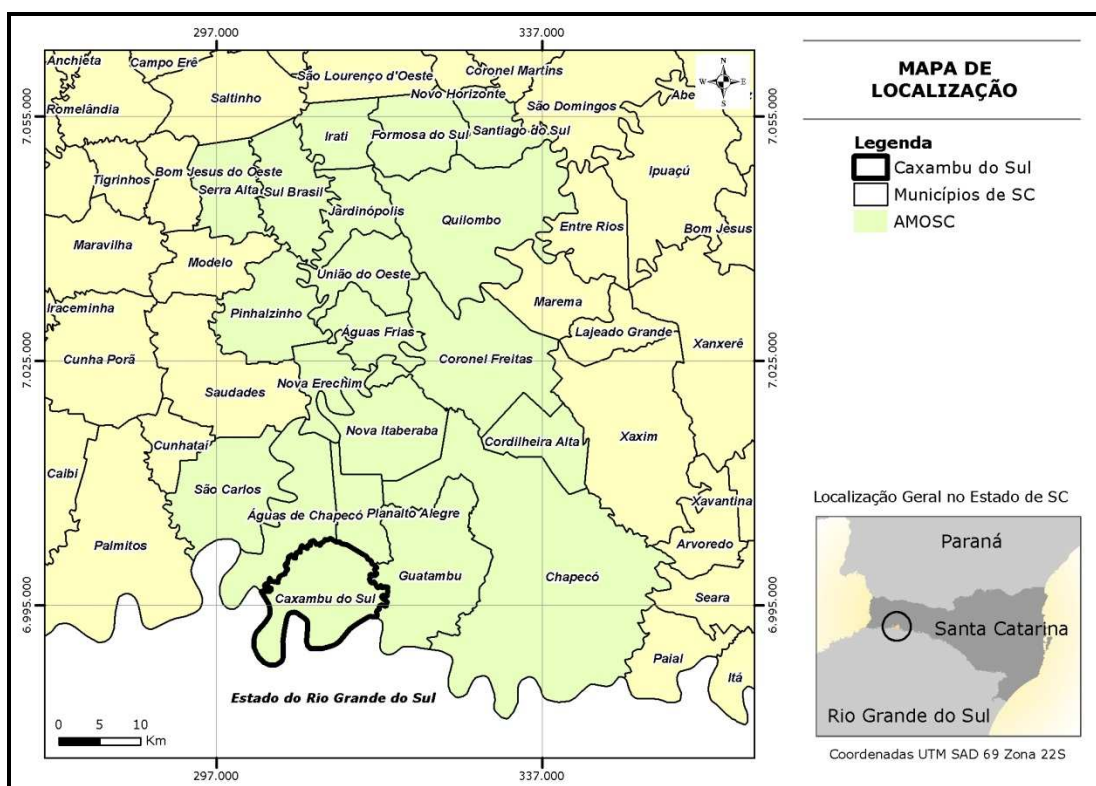 297.000
337.000
Anchieta
Campo Erê
São Lourenço d'Oeste
Coronel Martins
N
W
E
S
Saltinho
Novo Horizonte
São Domingos
Abe
Romelândia
7.055.000
7.055.000
Irati
Formosa do Sul
Santiago do Sul
Bom Jesus do Oeste
Ipuaçú
Tigrinhos
Serra Alta
Sul Brasil
Jardinópolis
Quilombo
Entre Rios
Bom Jesus
Maravilha
Modelo
União do Oeste
Iraceminha
Pinhalzinho
Marema
Águas Frias
Lajeado Grande
Xanxerê
Cunha Porã
Coronel Freitas
7.025.000
7.025.000
Nova Erechim
Saudades
Nova Itaberaba
Cordilheira Alta
Xaxim
Cunhataí
Caibi
São Carlos
Xavantina
Águas de Chapecó
Planalto Alegre
Palmitos
Arvoredo
Guatambu
Chapecó
Caxambu do Sul
Seara
6.995.000
6.995.000
Paial
Itá
Estado do Rio Grande do Sul
0 5 10
Km
297.000
337.000
MAPA DE
LOCALIZAÇÃO
Legenda
Caxambu do Sul
Municípios de SC
AMOSC
Localização Geral no Estado de SC
Paraná
Santa Catarina
Rio Grande do Sul
Coordenadas UTM SAD 69 Zona 22S